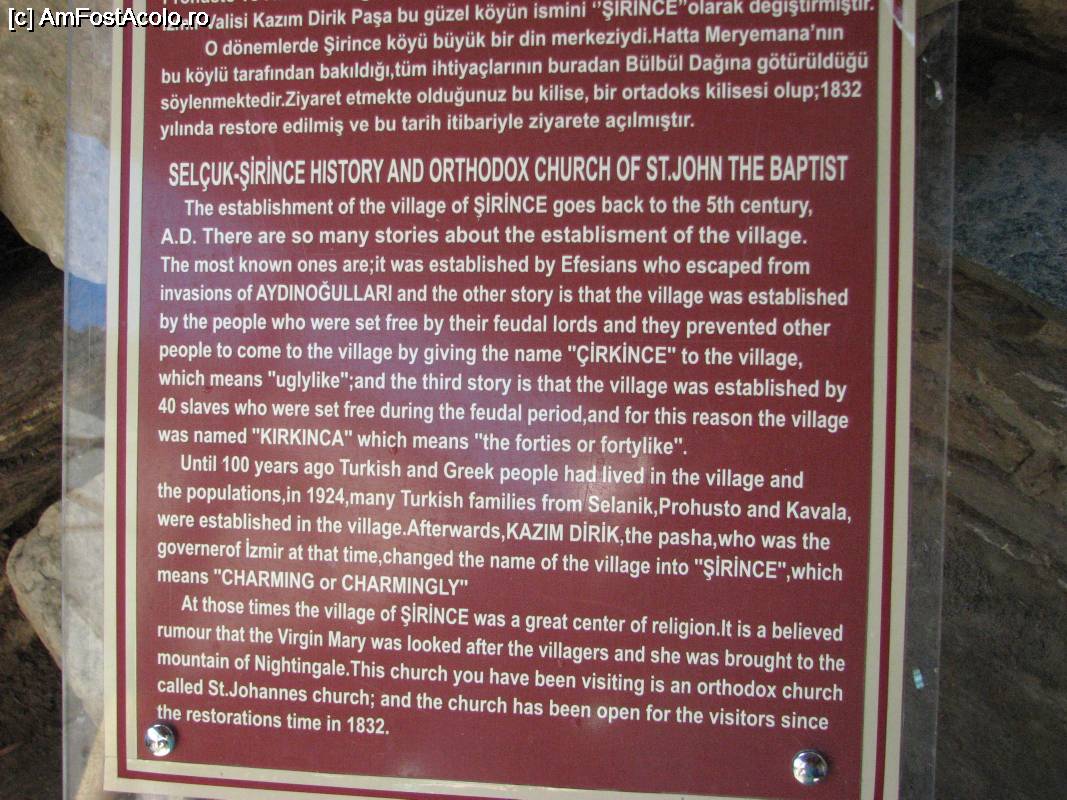 [c] AmFostAcolo.ro
Valisi Kazım Dirik Paşa bu güzel köyün ismini ‘’ŞİRİNCE’’olarak değiştirmiştir.
O dönemlerde Şirince köyü büyük bir din merkeziydi.Hatta Meryemana'nın
bu köylü tarafından bakıldığı,tüm ihtiyaçlarının buradan Bülbül Dağına götürüldüğü
söylenmektedir.Ziyaret etmekte olduğunuz bu kilise, bir ortadoks kilisesi olup;1832
yılında restore edilmiş ve bu tarih itibariyle ziyarete açılmıştır.
SELÇUK-ŞİRİNCE HISTORY AND ORTHODOX CHURCH OF ST.JOHN THE BAPTIST
The establishment of the village of ŞİRİNCE goes back to the 5th century,
A.D. There are so many stories about the establisment of the village.
The most known ones are;it was established by Efesians who escaped from
invasions of AYDINOĞULLARI and the other story is that the village was established
by the people who were set free by their feudal lords and they prevented other
people to come to the village by giving the name "ÇİRKİNCE" to the village,
which means "uglylike";and the third story is that the village was established by
40 slaves who were set free during the feudal period,and for this reason the village
was named "KIRKINCA" which means "the forties or fortylike".
Until 100 years ago Turkish and Greek people had lived in the village and
the populations,in 1924,many Turkish families from Selanik,Prohusto and Kavala,
were established in the village.Afterwards,KAZIM DİRİK,the pasha,who was the
governerof İzmir at that time,changed the name of the village into "ŞİRİNCE",which
means "CHARMING or CHARMINGLY"
At those times the village of ŞİRİNCE was a great center of religion.It is a believed
rumour that the Virgin Mary was looked after the villagers and she was brought to the
mountain of Nightingale.This church you have been visiting is an orthodox church
called St.Johannes church; and the church has been open for the visitors since
the restorations time in 1832.